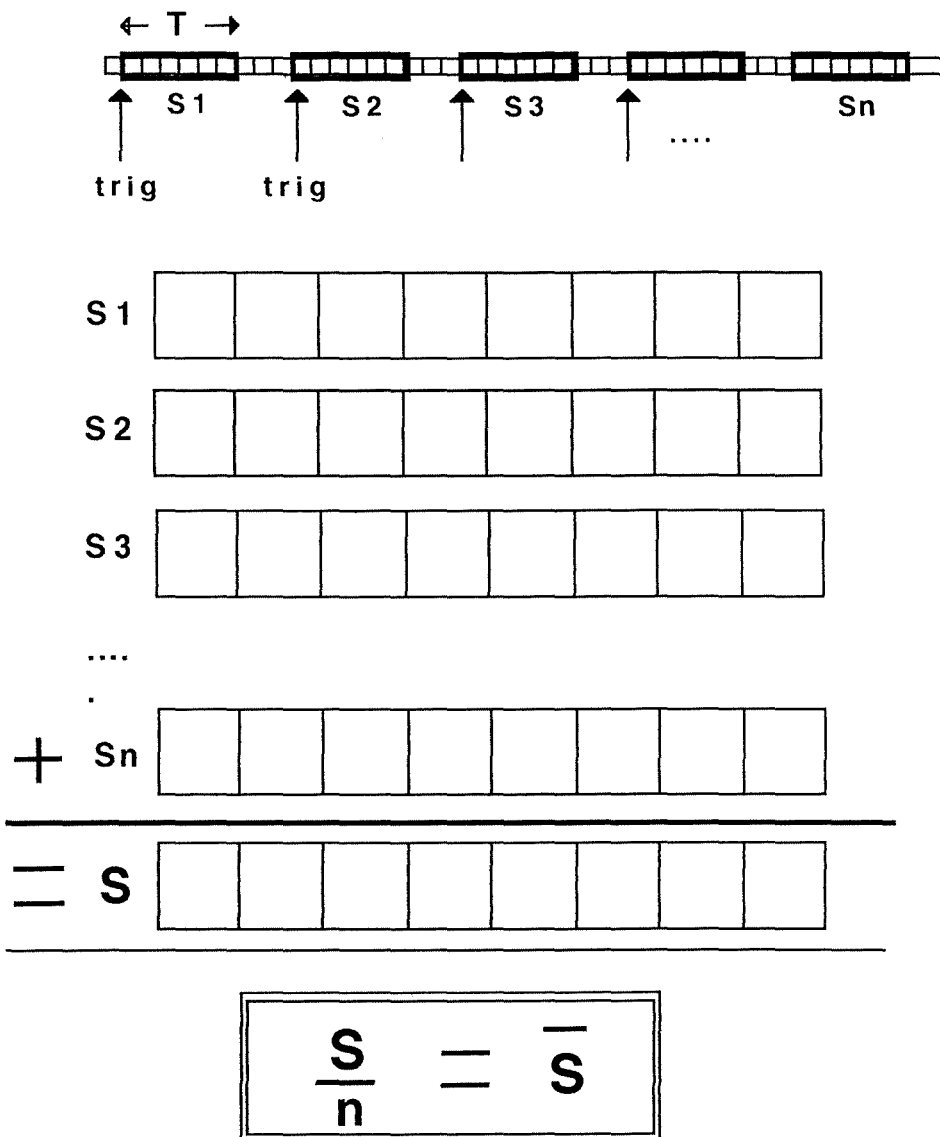 ← T →
S1 S2 S3 Sn
....
trig trig
S1
S2
S3
....
.
+ Sn
= S
S/n = S̅